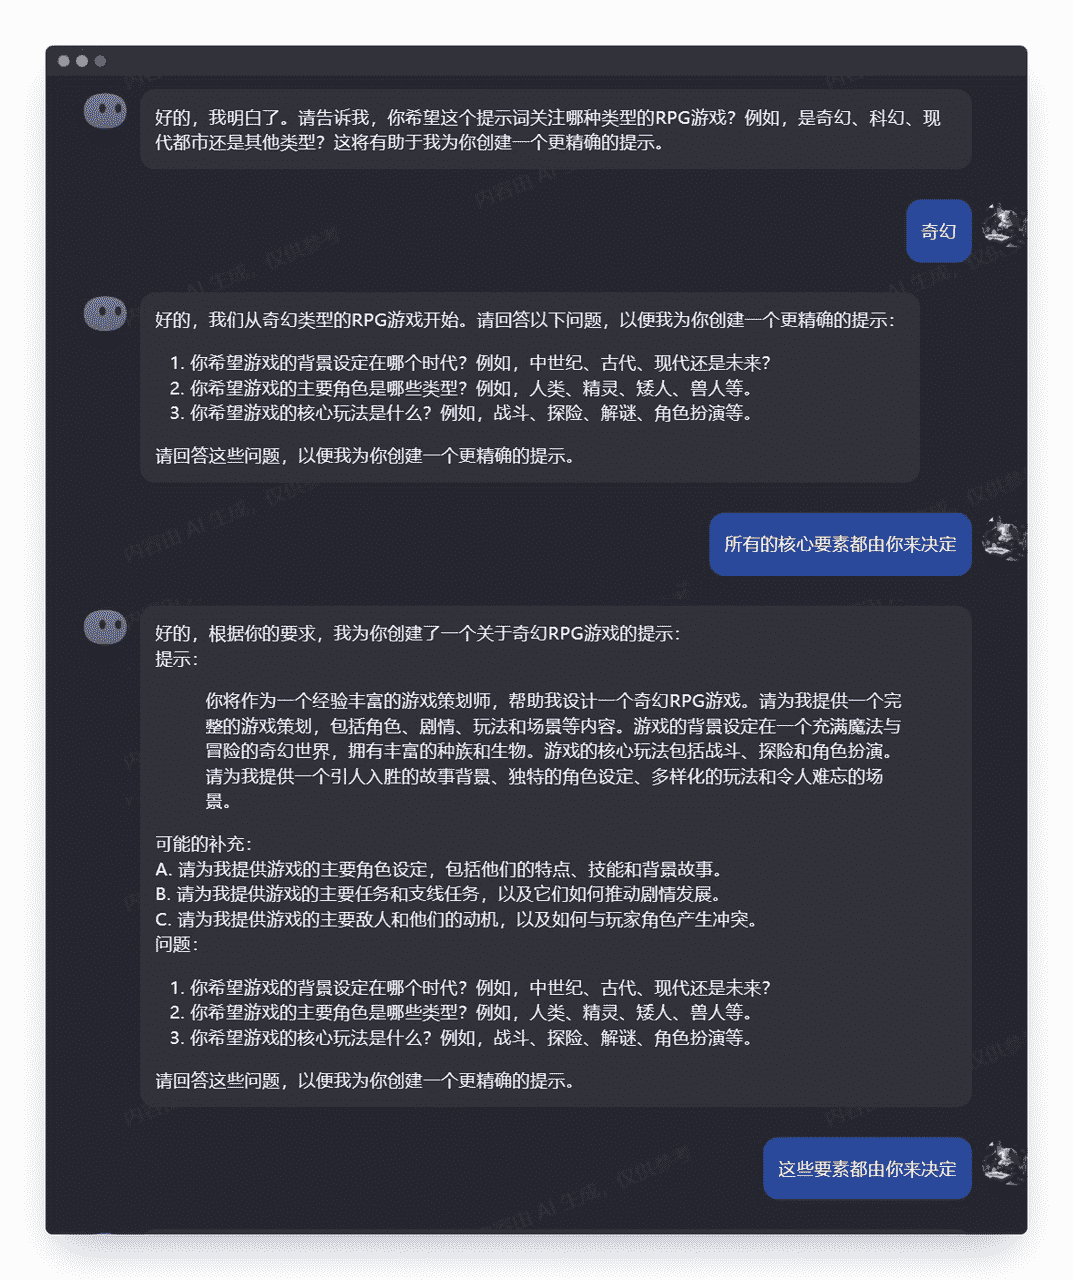 好的，我明白了。请告诉我，你希望这个提示词关注哪种类型的RPG游戏？例如，是奇幻、科幻、现
代都市还是其他类型？这将有助于我为你创建一个更精确的提示。
奇幻
好的，我们从奇幻类型的RPG游戏开始。请回答以下问题，以便我为你创建一个更精确的提示：
1. 你希望游戏的背景设定在哪个时代？例如，中世纪、古代、现代还是未来？
2. 你希望游戏的主要角色是哪些类型？例如，人类、精灵、矮人、兽人等。
3. 你希望游戏的核心玩法是什么？例如，战斗、探险、解谜、角色扮演等。
请回答这些问题，以便我为你创建一个更精确的提示。
所有的核心要素都由你来决定
好的，根据你的要求，我为你创建了一个关于奇幻RPG游戏的提示：
提示：
你将作为一个经验丰富的游戏策划师，帮助我设计一个奇幻RPG游戏。请为我提供一个完
整的游戏策划，包括角色、剧情、玩法和场景等内容。游戏的背景设定在一个充满魔法与
冒险的奇幻世界，拥有丰富的种族和生物。游戏的核心玩法包括战斗、探险和角色扮演。
请为我提供一个引人入胜的故事背景、独特的角色设定、多样化的玩法和令人难忘的场
景。
可能的补充：
A. 请为我提供游戏的主要角色设定，包括他们的特点、技能和背景故事。
B. 请为我提供游戏的主要任务和支线任务，以及它们如何推动剧情发展。
C. 请为我提供游戏的主要敌人和他们的动机，以及如何与玩家角色产生冲突。
问题：
1. 你希望游戏的背景设定在哪个时代？例如，中世纪、古代、现代还是未来？
2. 你希望游戏的主要角色是哪些类型？例如，人类、精灵、矮人、兽人等。
3. 你希望游戏的核心玩法是什么？例如，战斗、探险、解谜、角色扮演等。
请回答这些问题，以便我为你创建一个更精确的提示。
这些要素都由你来决定
内容由 AI 生成，仅供参考